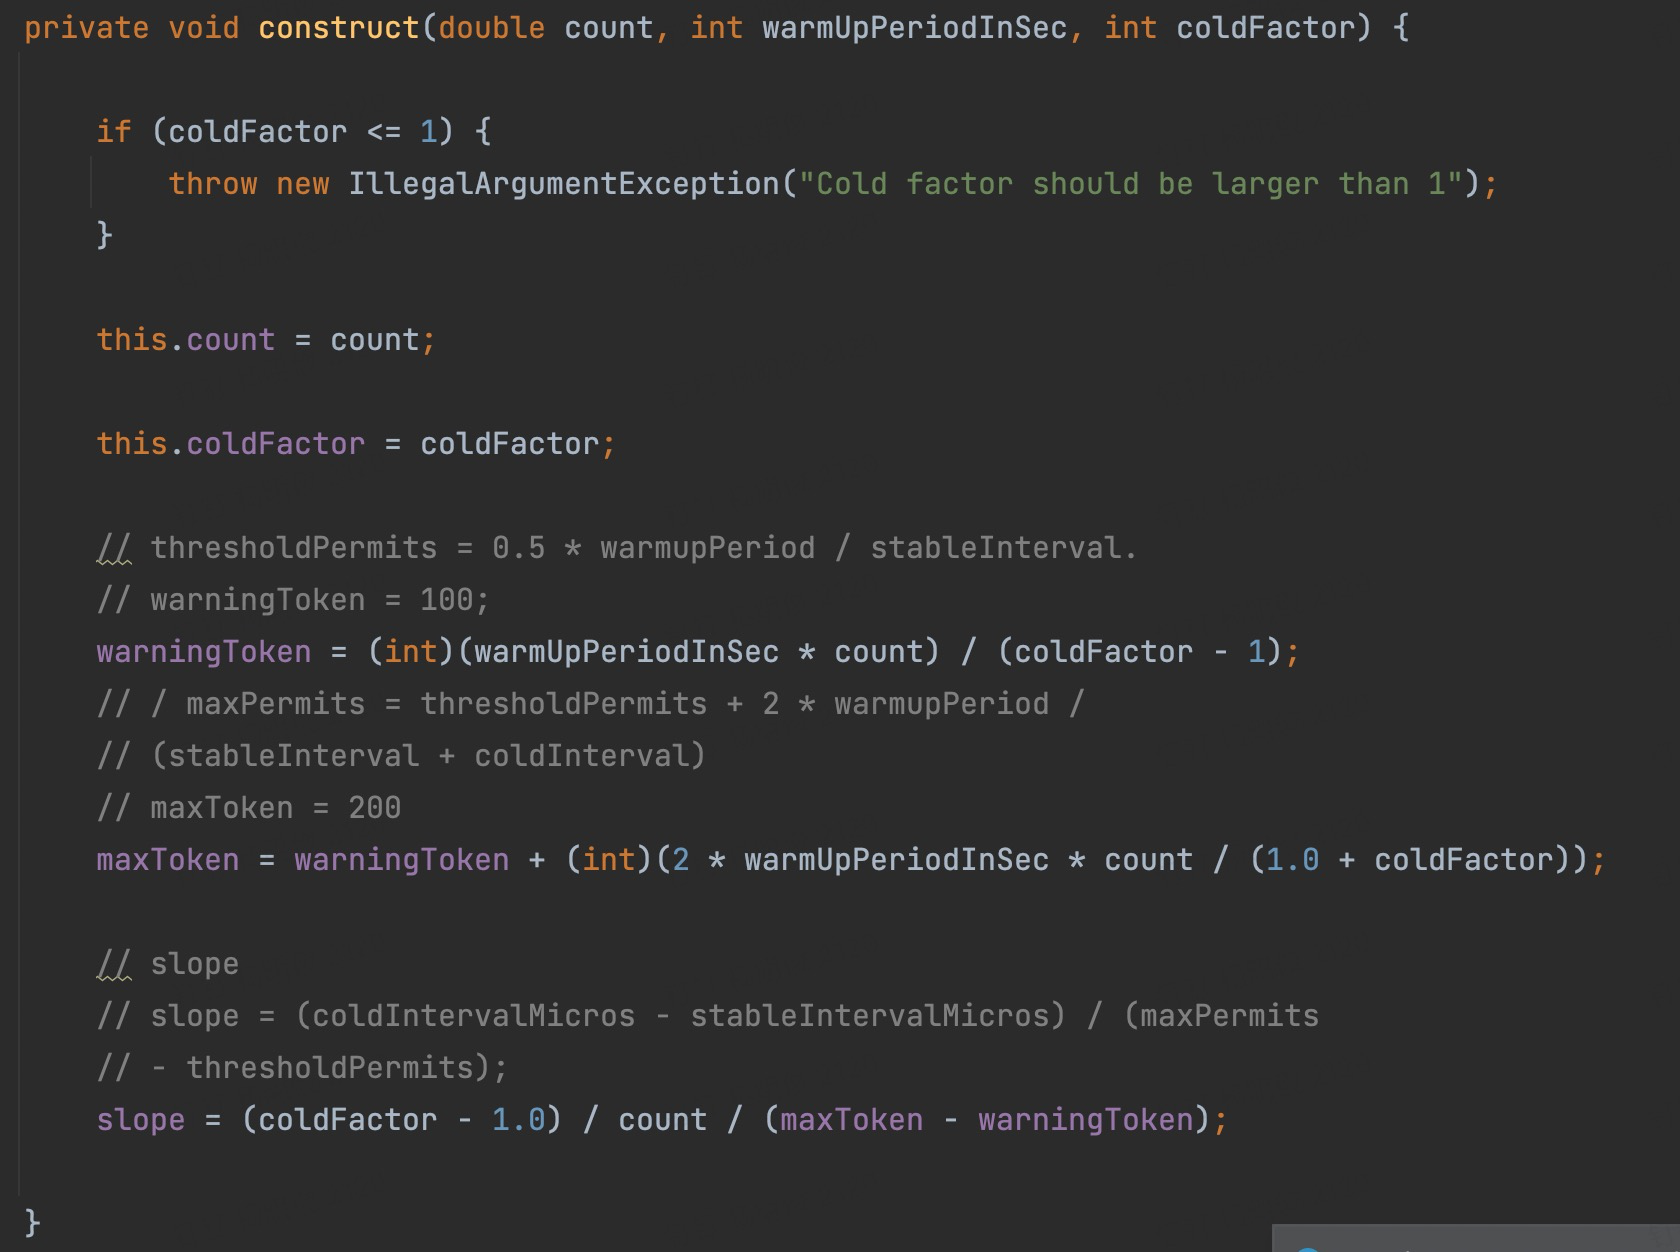 private void construct(double count, int warmUpPeriodInSec, int coldFactor) {
if (coldFactor <= 1) {
throw new IllegalArgumentException("Cold factor should be larger than 1");
}
this.count = count;
this.coldFactor = coldFactor;
// thresholdPermits = 0.5 * warmupPeriod / stableInterval.
// warningToken = 100;
warningToken = (int)(warmUpPeriodInSec * count) / (coldFactor - 1);
// / maxPermits = thresholdPermits + 2 * warmupPeriod /
// (stableInterval + coldInterval)
// maxToken = 200
maxToken = warningToken + (int)(2 * warmUpPeriodInSec * count / (1.0 + coldFactor));
// slope
// slope = (coldIntervalMicros - stableIntervalMicros) / (maxPermits
// - thresholdPermits);
slope = (coldFactor - 1.0) / count / (maxToken - warningToken);
}